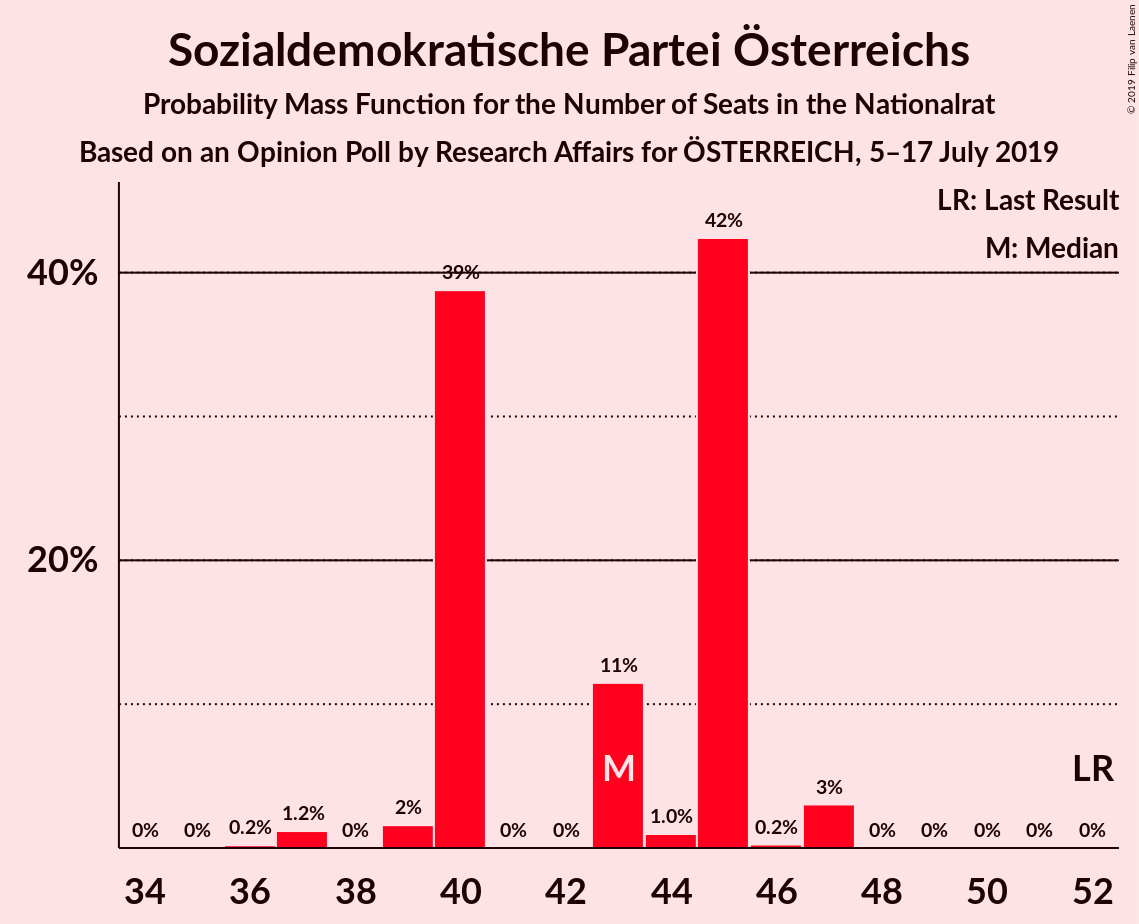 Sozialdemokratische Partei Österreichs
Probability Mass Function for the Number of Seats in the Nationalrat
Based on an Opinion Poll by Research Affairs for ÖSTERREICH, 5–17 July 2019
© 2019 Filip van Laenen
LR: Last Result
M: Median
40%
20%
0% 0% 0.2% 1.2% 0% 2% 39% 0% 0% 11% 1.0% 42% 0.2% 3% 0% 0% 0% 0% 0%
M
LR
34 36 38 40 42 44 46 48 50 52